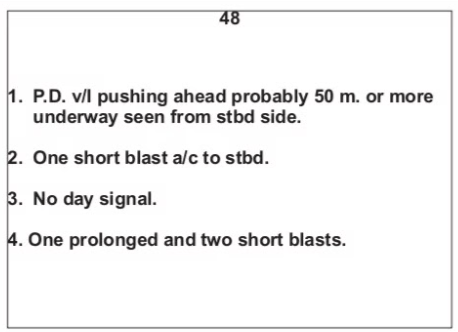 48
1. P.D. v/l pushing ahead probably 50 m. or more
underway seen from stbd side.
2. One short blast a/c to stbd.
3. No day signal.
4. One prolonged and two short blasts.